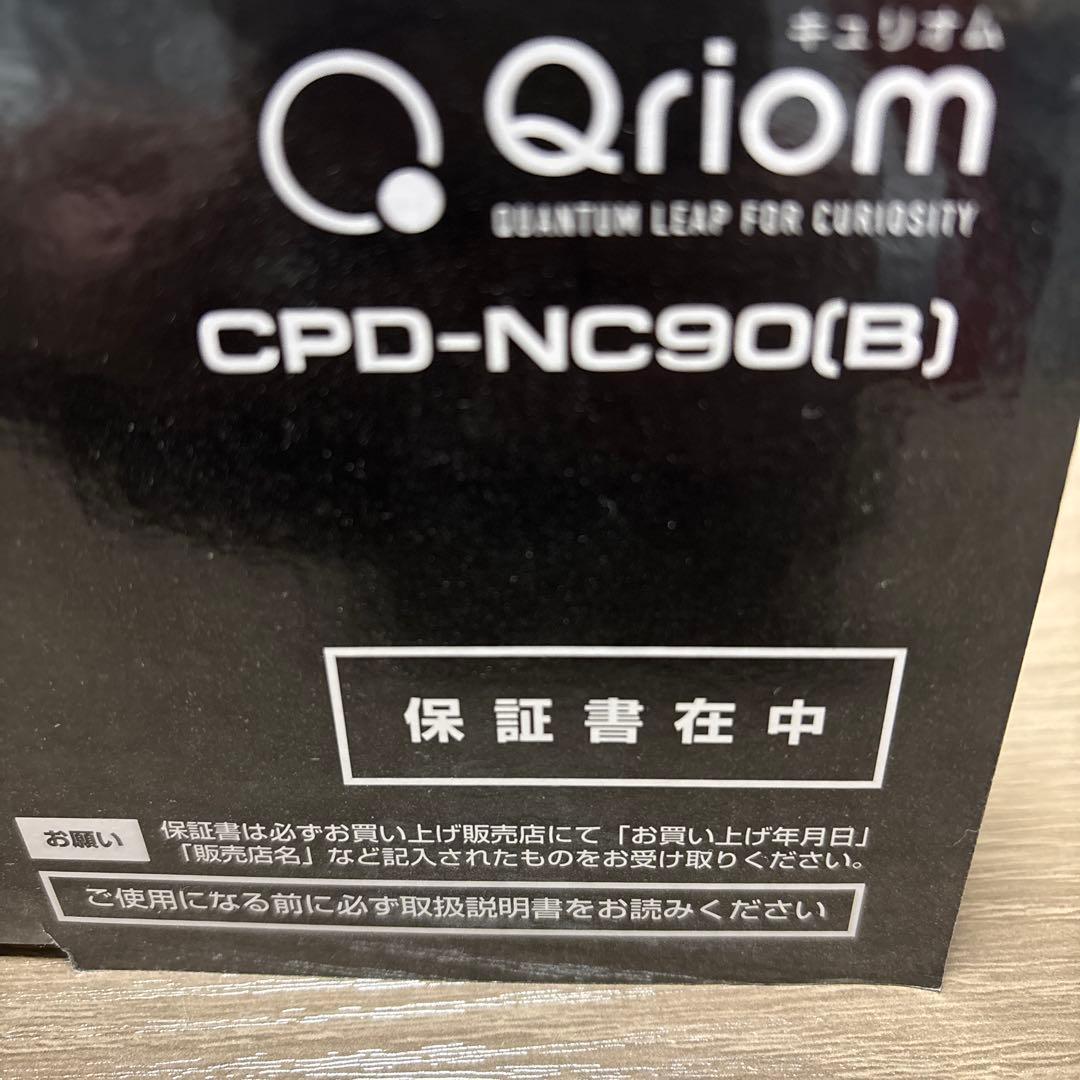 キュリオム
Qriom
QUANTUM LEAP FOR CURIOSITY
CPD-NC90(B)
保証書在中
お願い 保証書は必ずお買い上げ販売店にて「お買い上げ年月日」
「販売店名」など記入されたものをお受け取りください。
ご使用になる前に必ず取扱説明書をお読みください